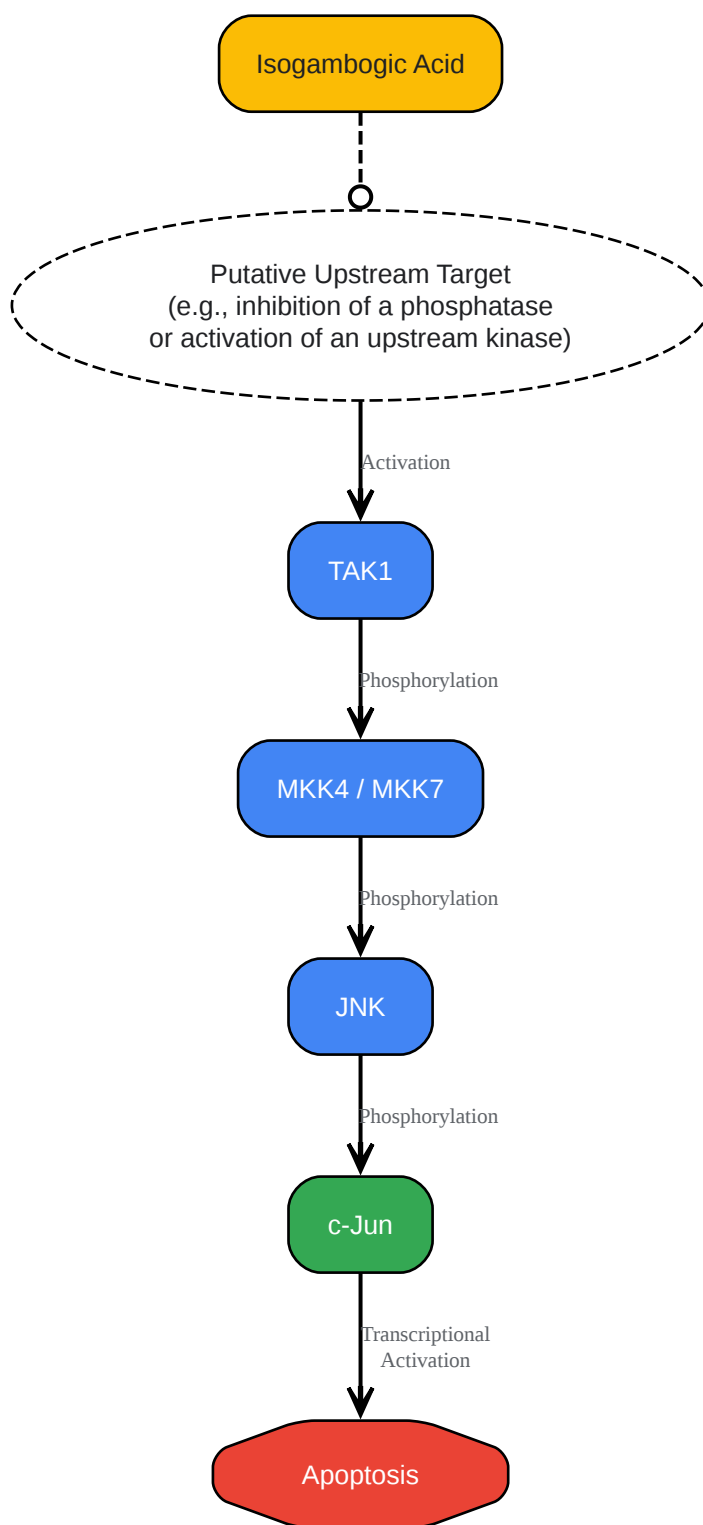 Isogambogic Acid
Putative Upstream Target
(e.g., inhibition of a phosphatase
or activation of an upstream kinase)
Activation
TAK1
Phosphorylation
MKK4 / MKK7
Phosphorylation
JNK
Phosphorylation
c-Jun
Transcriptional
Activation
Apoptosis